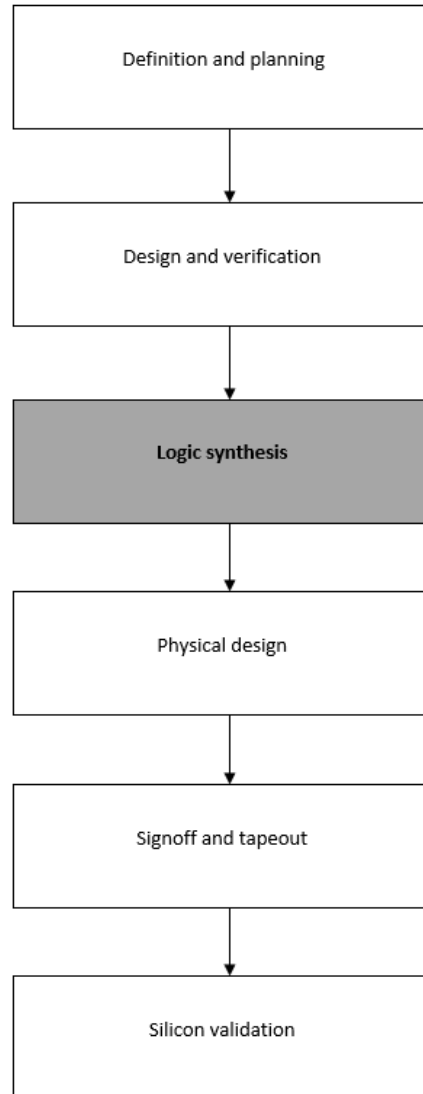 Definition and planning
Design and verification
Logic synthesis
Physical design
Signoff and tapeout
Silicon validation